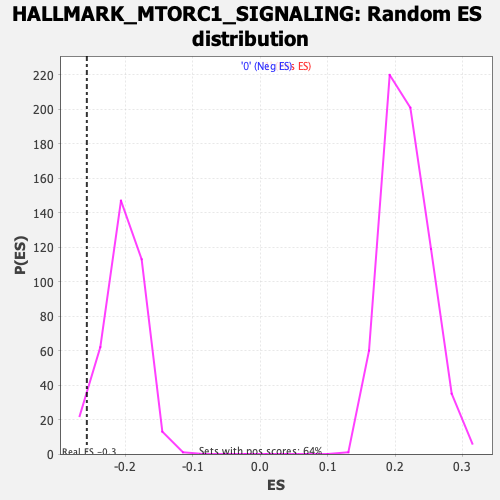 HALLMARK_MTORC1_SIGNALING: Random ES
distribution
'0' (Neg ES)s ES)
220
200
180
160
140
120
100
80
60
40
20
0
P(ES)
Real ES -0.3
Sets with pos scores: 64%
-0.2
-0.1
0.0
0.1
0.2
0.3
ES